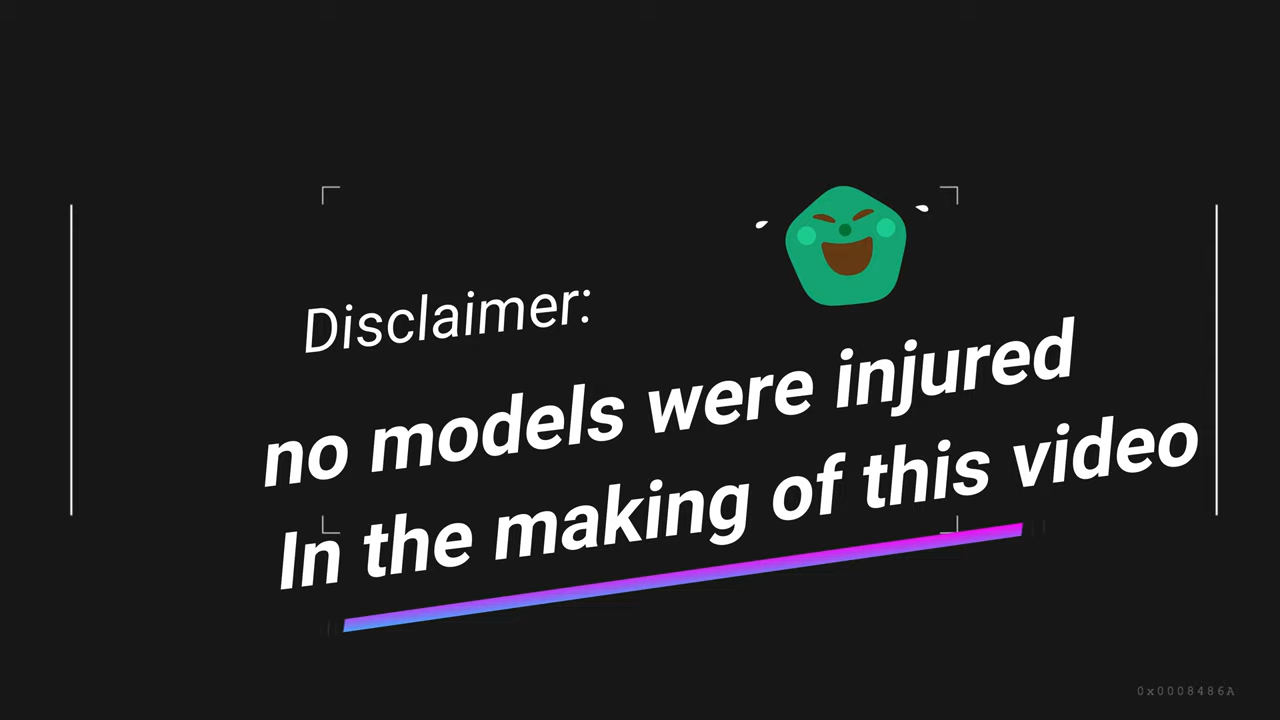 Disclaimer:
no models were injured
In the making of this video
0x0008486A